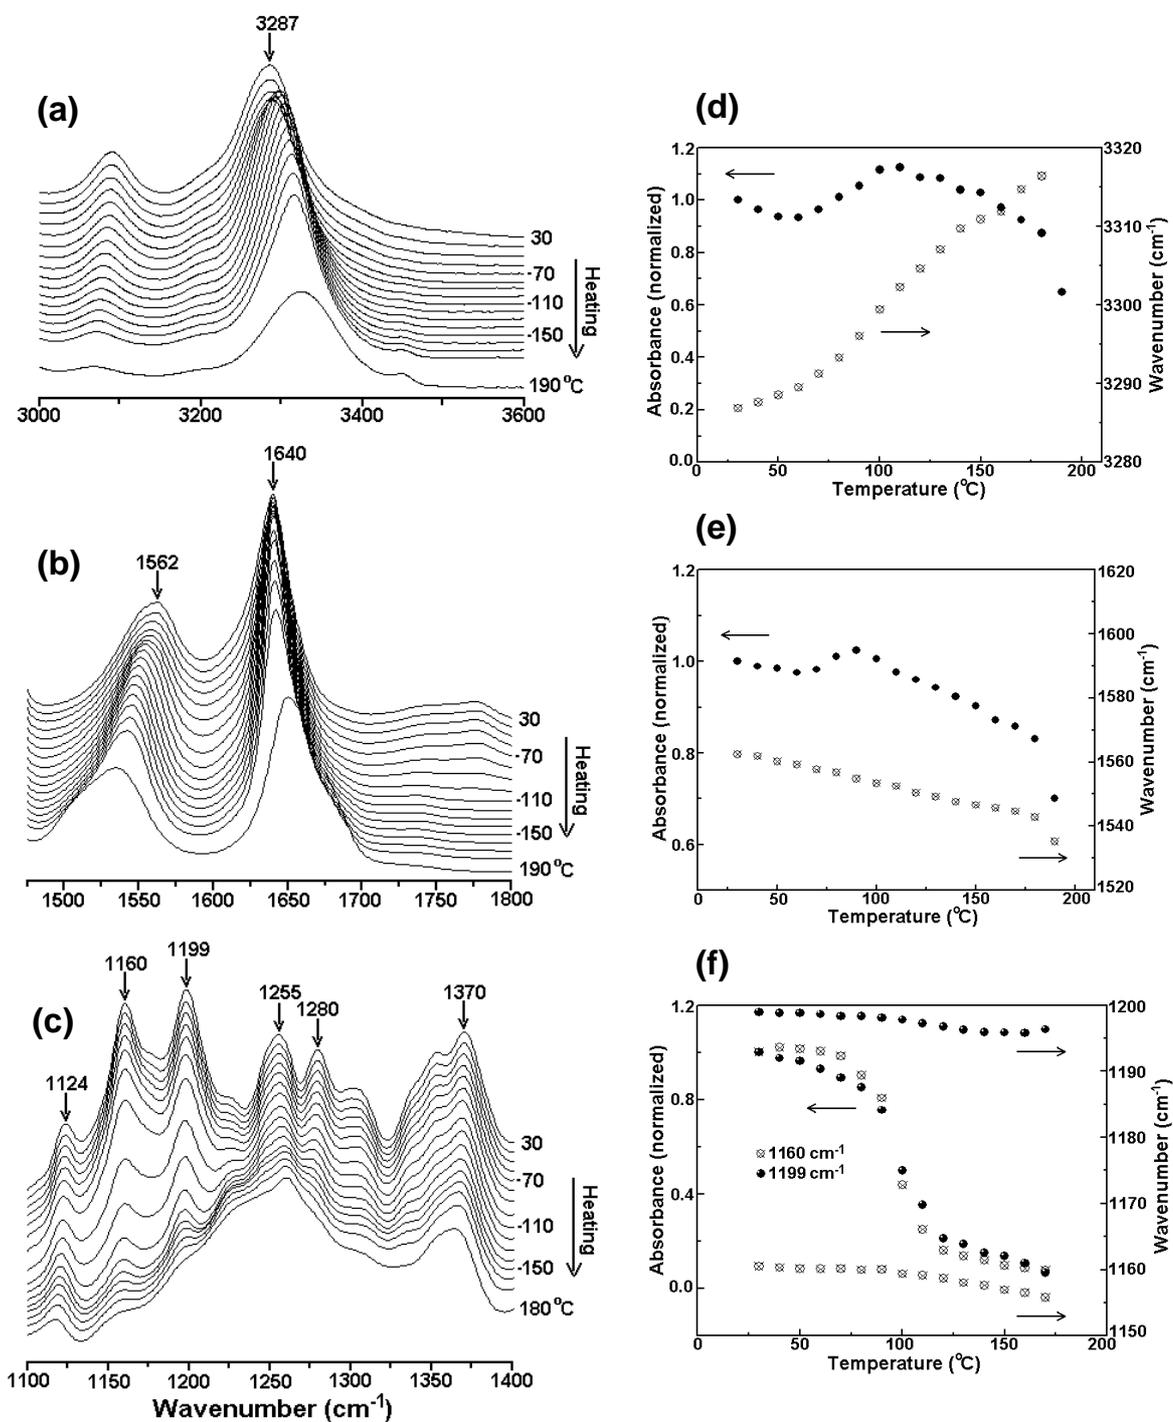 3287
(a)
30
-70
-110
-150
190 °C
Heating
3000 3200 3400 3600
1640
(b)
1562
30
-70
-110
-150
190 °C
Heating
1500 1550 1600 1650 1700 1750 1800
1199
1160
(c)
1255
1280
1370
1124
30
-70
-110
-150
180 °C
Heating
1100 1150 1200 1250 1300 1350 1400
Wavenumber (cm-1)
(d)
1.2
1.0
0.8
0.6
0.4
0.2
0.0
Absorbance (normalized)
3320
3310
3300
3290
3280
Wavenumber (cm-1)
0 50 100 150 200
Temperature (°C)
(e)
1.2
1.0
0.8
0.6
Absorbance (normalized)
1620
1600
1580
1560
1540
1520
Wavenumber (cm-1)
0 50 100 150 200
Temperature (°C)
(f)
1.2
0.8
0.4
0.0
Absorbance (normalized)
1160 cm-1
1199 cm-1
1200
1190
1180
1170
1160
1150
Wavenumber (cm-1)
0 50 100 150 200
Temperature (°C)